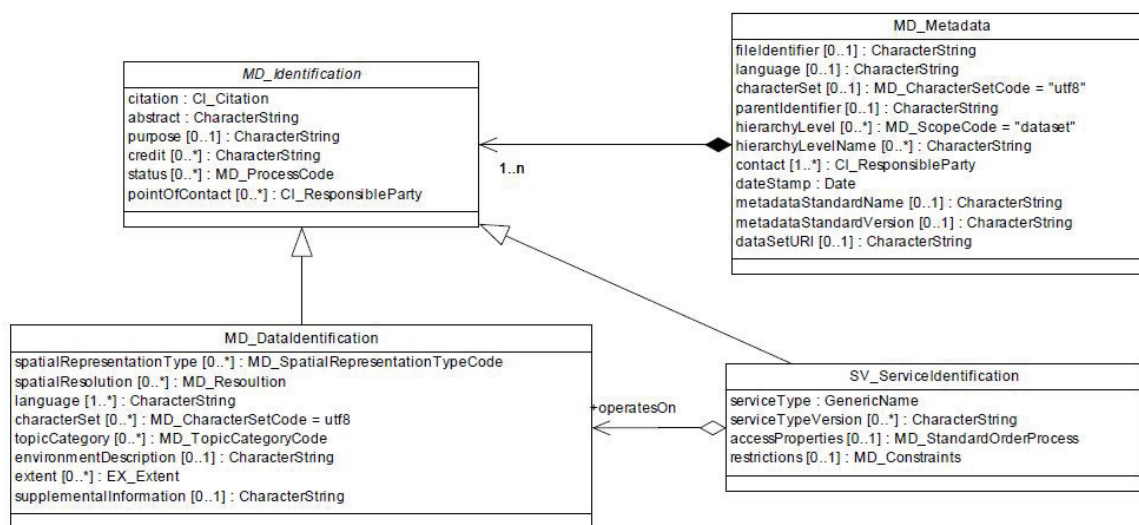 MD_Metadata
fileIdentifier [0..1] : CharacterString
language [0..1] : CharacterString
characterSet [0..1] : MD_CharacterSetCode = "utf8"
parentIdentifier [0..1] : CharacterString
hierarchyLevel [0..*] : MD_ScopeCode = "dataset"
hierarchyLevelName [0..*] : CharacterString
contact [1..*] : CI_ResponsibleParty
dateStamp : Date
metadataStandardName [0..1] : CharacterString
metadataStandardVersion [0..1] : CharacterString
dataSetURI [0..1] : CharacterString
MD_Identification
citation : CI_Citation
abstract : CharacterString
purpose [0..1] : CharacterString
credit [0..*] : CharacterString
status [0..*] : MD_ProcessCode
pointOfContact [0..*] : CI_ResponsibleParty
1..n
MD_DataIdentification
spatialRepresentationType [0..*] : MD_SpatialRepresentationTypeCode
spatialResolution [0..*] : MD_Resoultion
language [1..*] : CharacterString
characterSet [0..*] : MD_CharacterSetCode = utf8
topicCategory [0..*] : MD_TopicCategoryCode
environmentDescription [0..1] : CharacterString
extent [0..*] : EX_Extent
supplementalInformation [0..1] : CharacterString
+operatesOn
SV_ServiceIdentification
serviceType : GenericName
serviceTypeVersion [0..*] : CharacterString
accessProperties [0..1] : MD_StandardOrderProcess
restrictions [0..1] : MD_Constraints